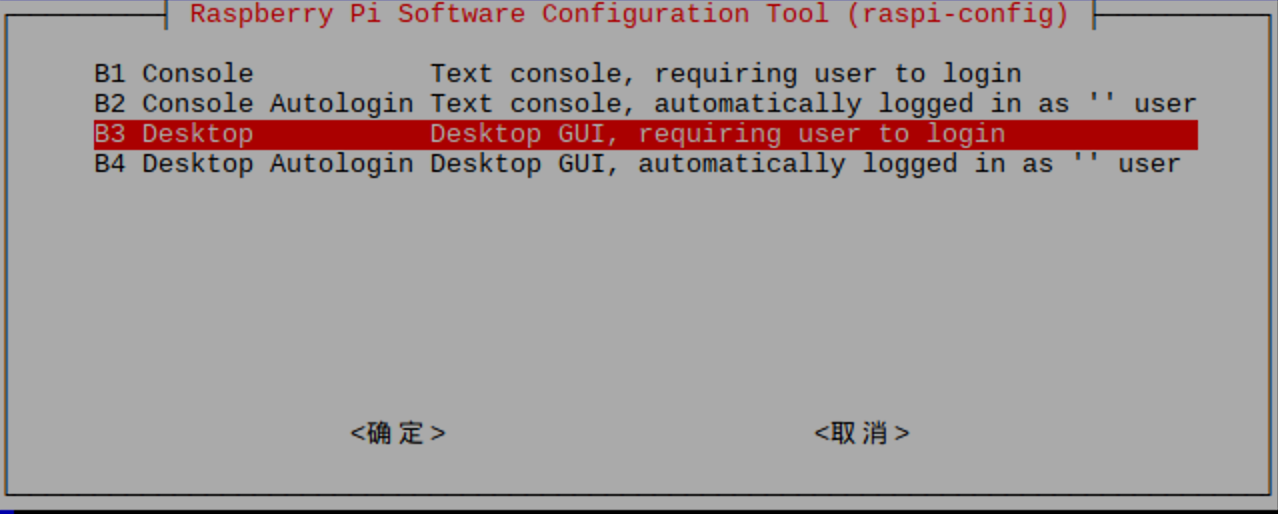 Raspberry Pi Software Configuration Tool (raspi-config)
B1 Console Text console, requiring user to login
B2 Console Autologin Text console, automatically logged in as '' user
B3 Desktop Desktop GUI, requiring user to login
B4 Desktop Autologin Desktop GUI, automatically logged in as '' user
<确定> <取消>